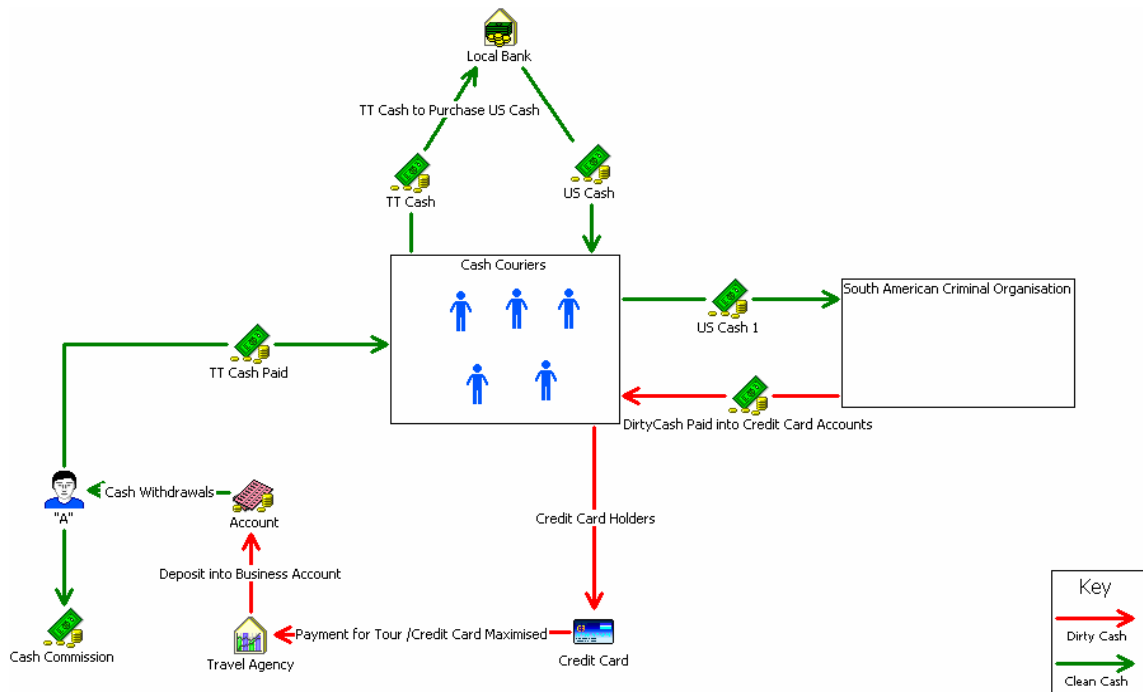 Local Bank
TT Cash to Purchase US Cash
TT Cash
US Cash
Cash Couriers
South American Criminal Organisation
US Cash 1
TT Cash Paid
DirtyCash Paid into Credit Card Accounts
Cash Withdrawals
"A"
Account
Credit Card Holders
Deposit into Business Account
Key
Payment for Tour /Credit Card Maximised
Dirty Cash
Cash Commission
Travel Agency
Credit Card
Clean Cash